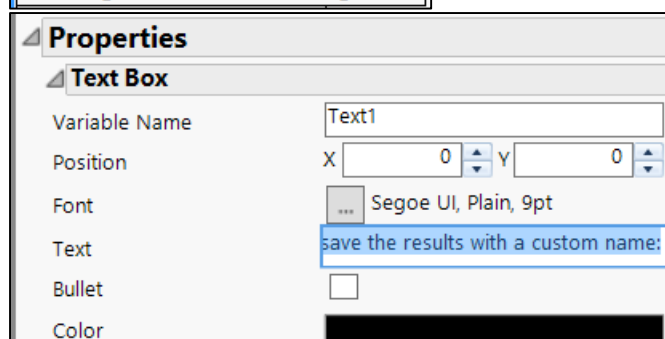 Properties
Text Box
Variable Name Text1
Position X 0 Y 0
Font ... Segoe UI, Plain, 9pt
Text save the results with a custom name:
Bullet
Color